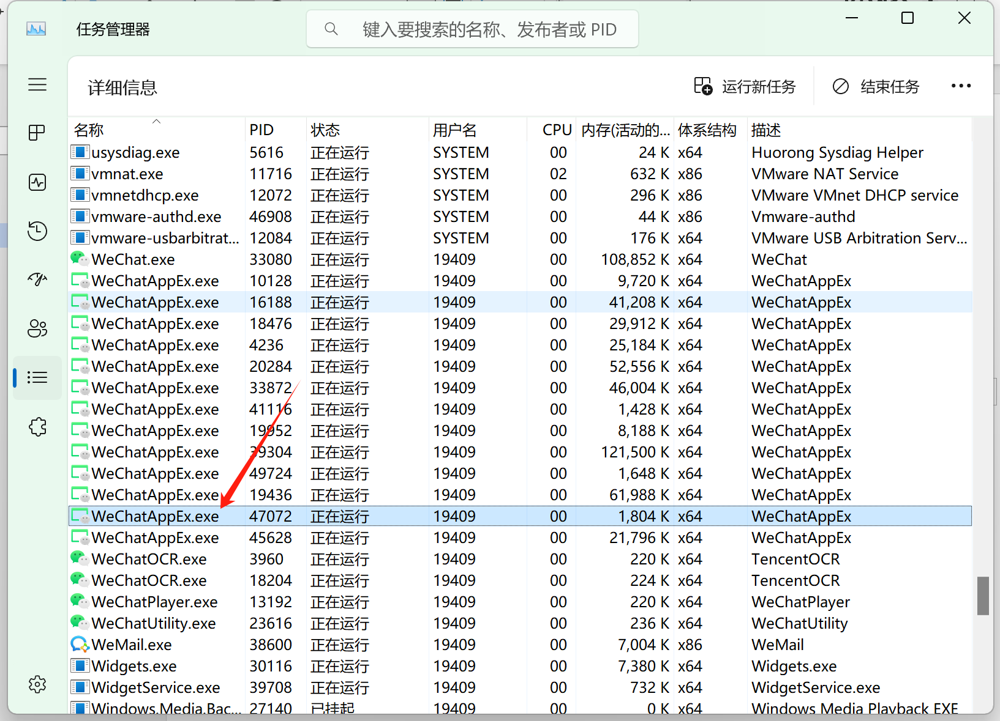 任务管理器
键入要搜索的名称、发布者或 PID
详细信息
运行新任务
结束任务
名称 PID 状态 用户名 CPU 内存(活动的... 体系结构 描述
usysdiag.exe 5616 正在运行 SYSTEM 00 24 K x64 Huorong Sysdiag Helper
vmnat.exe 11716 正在运行 SYSTEM 02 632 K x86 VMware NAT Service
vmnetdhcp.exe 12072 正在运行 SYSTEM 00 296 K x86 VMware VMnet DHCP service
vmware-authd.exe 46908 正在运行 SYSTEM 00 44 K x86 Vmware-authd
vmware-usbarbitrat... 12084 正在运行 SYSTEM 00 176 K x64 VMware USB Arbitration Serv...
WeChat.exe 33080 正在运行 19409 00 108,852 K x64 WeChat
WeChatAppEx.exe 10128 正在运行 19409 00 9,720 K x64 WeChatAppEx
WeChatAppEx.exe 16188 正在运行 19409 00 41,208 K x64 WeChatAppEx
WeChatAppEx.exe 18476 正在运行 19409 00 29,912 K x64 WeChatAppEx
WeChatAppEx.exe 4236 正在运行 19409 00 25,184 K x64 WeChatAppEx
WeChatAppEx.exe 20284 正在运行 19409 00 52,556 K x64 WeChatAppEx
WeChatAppEx.exe 33872 正在运行 19409 00 46,004 K x64 WeChatAppEx
WeChatAppEx.exe 41116 正在运行 19409 00 1,428 K x64 WeChatAppEx
WeChatAppEx.exe 19952 正在运行 19409 00 8,188 K x64 WeChatAppEx
WeChatAppEx.exe 39304 正在运行 19409 00 121,500 K x64 WeChatAppEx
WeChatAppEx.exe 49724 正在运行 19409 00 1,648 K x64 WeChatAppEx
WeChatAppEx.exe 19436 正在运行 19409 00 61,988 K x64 WeChatAppEx
WeChatAppEx.exe 47072 正在运行 19409 00 1,804 K x64 WeChatAppEx
WeChatAppEx.exe 45628 正在运行 19409 00 21,796 K x64 WeChatAppEx
WeChatOCR.exe 3960 正在运行 19409 00 220 K x64 TencentOCR
WeChatOCR.exe 18204 正在运行 19409 00 224 K x64 TencentOCR
WeChatPlayer.exe 13192 正在运行 19409 00 220 K x64 WeChatPlayer
WeChatUtility.exe 23616 正在运行 19409 00 236 K x64 WeChatUtility
WeMail.exe 38600 正在运行 19409 00 7,004 K x86 WeMail
Widgets.exe 30116 正在运行 19409 00 7,380 K x64 Widgets.exe
WidgetService.exe 39708 正在运行 19409 00 732 K x64 WidgetService.exe
Windows.Media.Bac... 27140 已挂起 19409 00 0 K x64 Windows Media Playback EXE